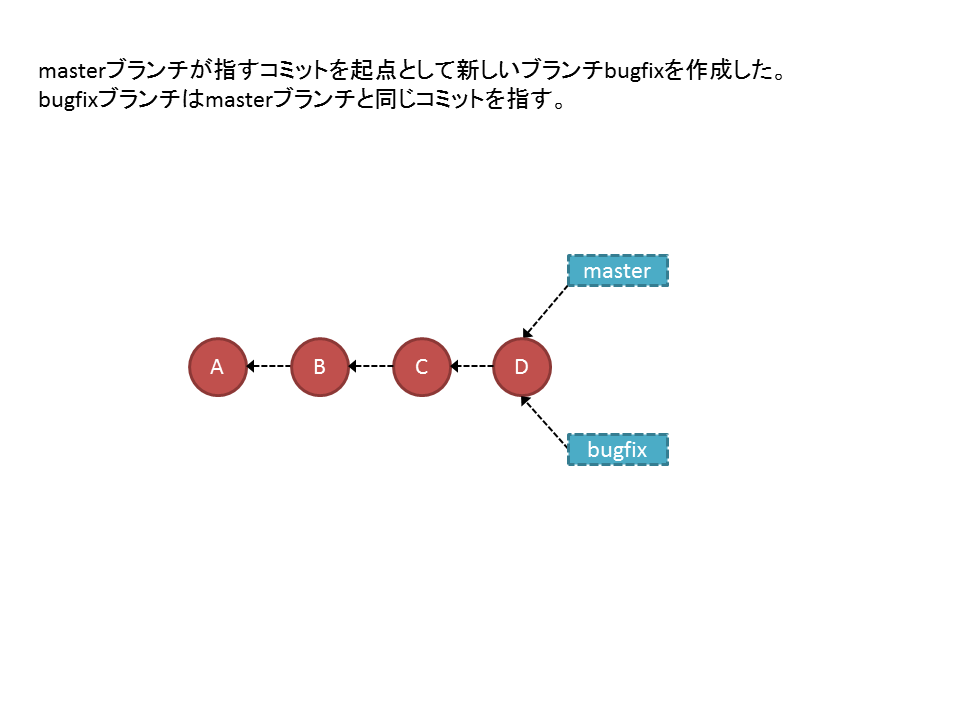 masterブランチが指すコミットを起点として新しいブランチbugfixを作成した。
bugfixブランチはmasterブランチと同じコミットを指す。
master
A
B
C
D
bugfix